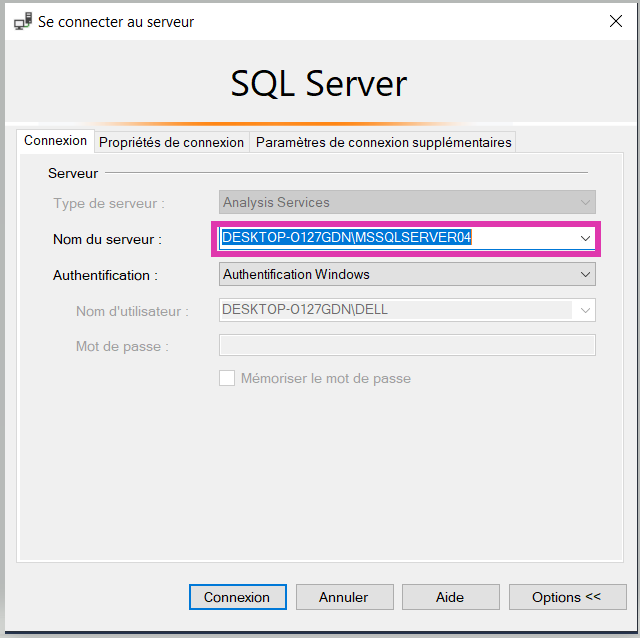 Se connecter au serveur
SQL Server
Connexion Propriétés de connexion Paramètres de connexion supplémentaires
Serveur
Type de serveur : Analysis Services
Nom du serveur : DESKTOP-O127GDN\MSSQLSERVER04
Authentification : Authentification Windows
Nom d'utilisateur : DESKTOP-O127GDN\DELL
Mot de passe :
Mémoriser le mot de passe
Connexion Annuler Aide Options <<